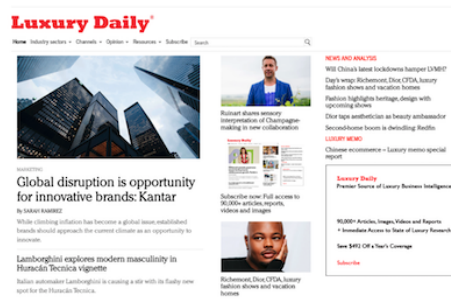 Luxury Daily®
Home Industry sectors Channels Opinion Resources Subscribe Search
MARKETING
Global disruption is opportunity
for innovative brands: Kantar
By SARAH RAMIREZ
While climbing inflation has become a global issue, established
brands should approach the current climate as an opportunity to
innovate.
Lamborghini explores modern masculinity in
Huracán Tecnica vignette
Italian automaker Lamborghini is causing a stir with its flashy new
spot for the Huracán Tecnica.
Ruinart shares sensory
interpretation of Champagne-
making in new collaboration
Subscribe now: Full access to
90,000+ articles, reports,
videos and images
Richemont, Dior, CFDA, luxury
fashion shows and vacation
homes
NEWS AND ANALYSIS
Will China's latest lockdowns hamper LVMH?
Day's wrap: Richemont, Dior, CFDA, luxury
fashion shows and vacation homes
Fashion highlights heritage, design with
upcoming shows
Dior taps aesthetician as beauty ambassador
Second-home boom is dwindling: Redfin
LUXURY MEMO
Chinese ecommerce – Luxury memo special
report
Luxury Daily
Premier Source of Luxury Business Intelligence
90,000+ Articles, Images, Videos and Reports
+ Immediate Access to State of Luxury Research
Save $492 Off a Year's Coverage
Subscribe